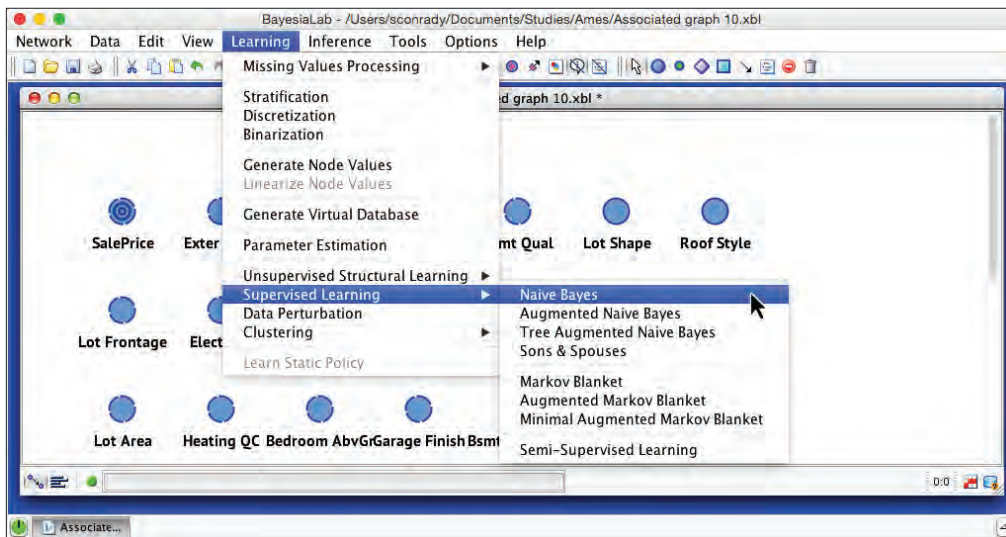 BayesiaLab - /Users/sconrady/Documents/Studies/Ames/Associated graph 10.xbl
Network Data Edit View Learning Inference Tools Options Help
Missing Values Processing
Stratification
Discretization
Binarization
Generate Node Values
Linearize Node Values
Generate Virtual Database
Parameter Estimation
Unsupervised Structural Learning
Supervised Learning
Data Perturbation
Clustering
Learn Static Policy
Naive Bayes
Augmented Naive Bayes
Tree Augmented Naive Bayes
Sons & Spouses
Markov Blanket
Augmented Markov Blanket
Minimal Augmented Markov Blanket
Semi-Supervised Learning
ed graph 10.xbl *
SalePrice Exter mt Qual Lot Shape Roof Style
Lot Frontage Elect
Lot Area Heating QC Bedroom AbvGr Garage Finish Bsmt
0:0
Associate...